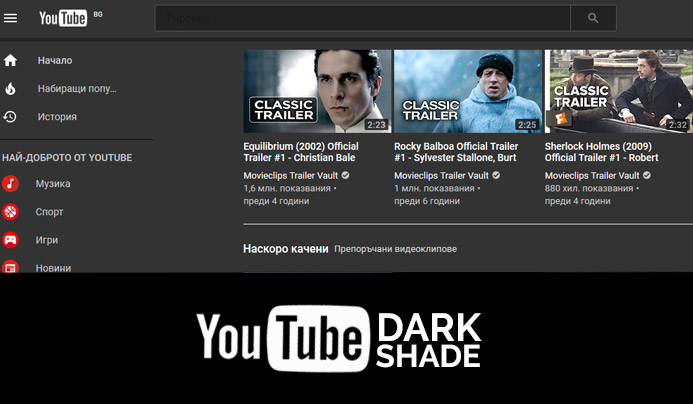 YouTube BG
Търсене
Начало
Набиращи попу...
История
НАЙ-ДОБРОТО ОТ YOUTUBE
Музика
Спорт
Игри
Новини
CLASSIC
TRAILER
2:23
Equilibrium (2002) Official
Trailer #1 - Christian Bale
Movieclips Trailer Vault
1,6 млн. показвания •
преди 4 години
CLASSIC
TRAILER
2:25
Rocky Balboa Official Trailer
#1 - Sylvester Stallone, Burt
Movieclips Trailer Vault
1 млн. показвания •
преди 6 години
CLASSIC
TRAILER
2:32
Sherlock Holmes (2009)
Official Trailer #1 - Robert
Movieclips Trailer Vault
880 хил. показвания •
преди 4 години
Наскоро качени Препоръчани видеоклипове
YouTube DARK
SHADE